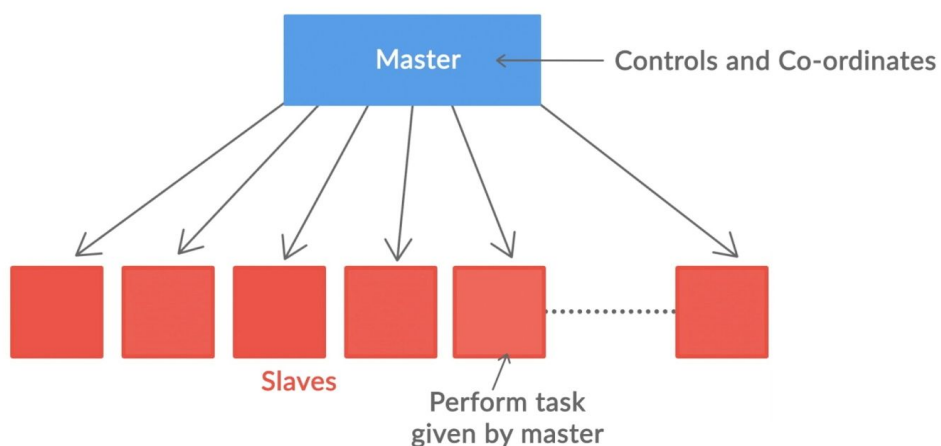 Master
Controls and Co-ordinates
Slaves
Perform task
given by master